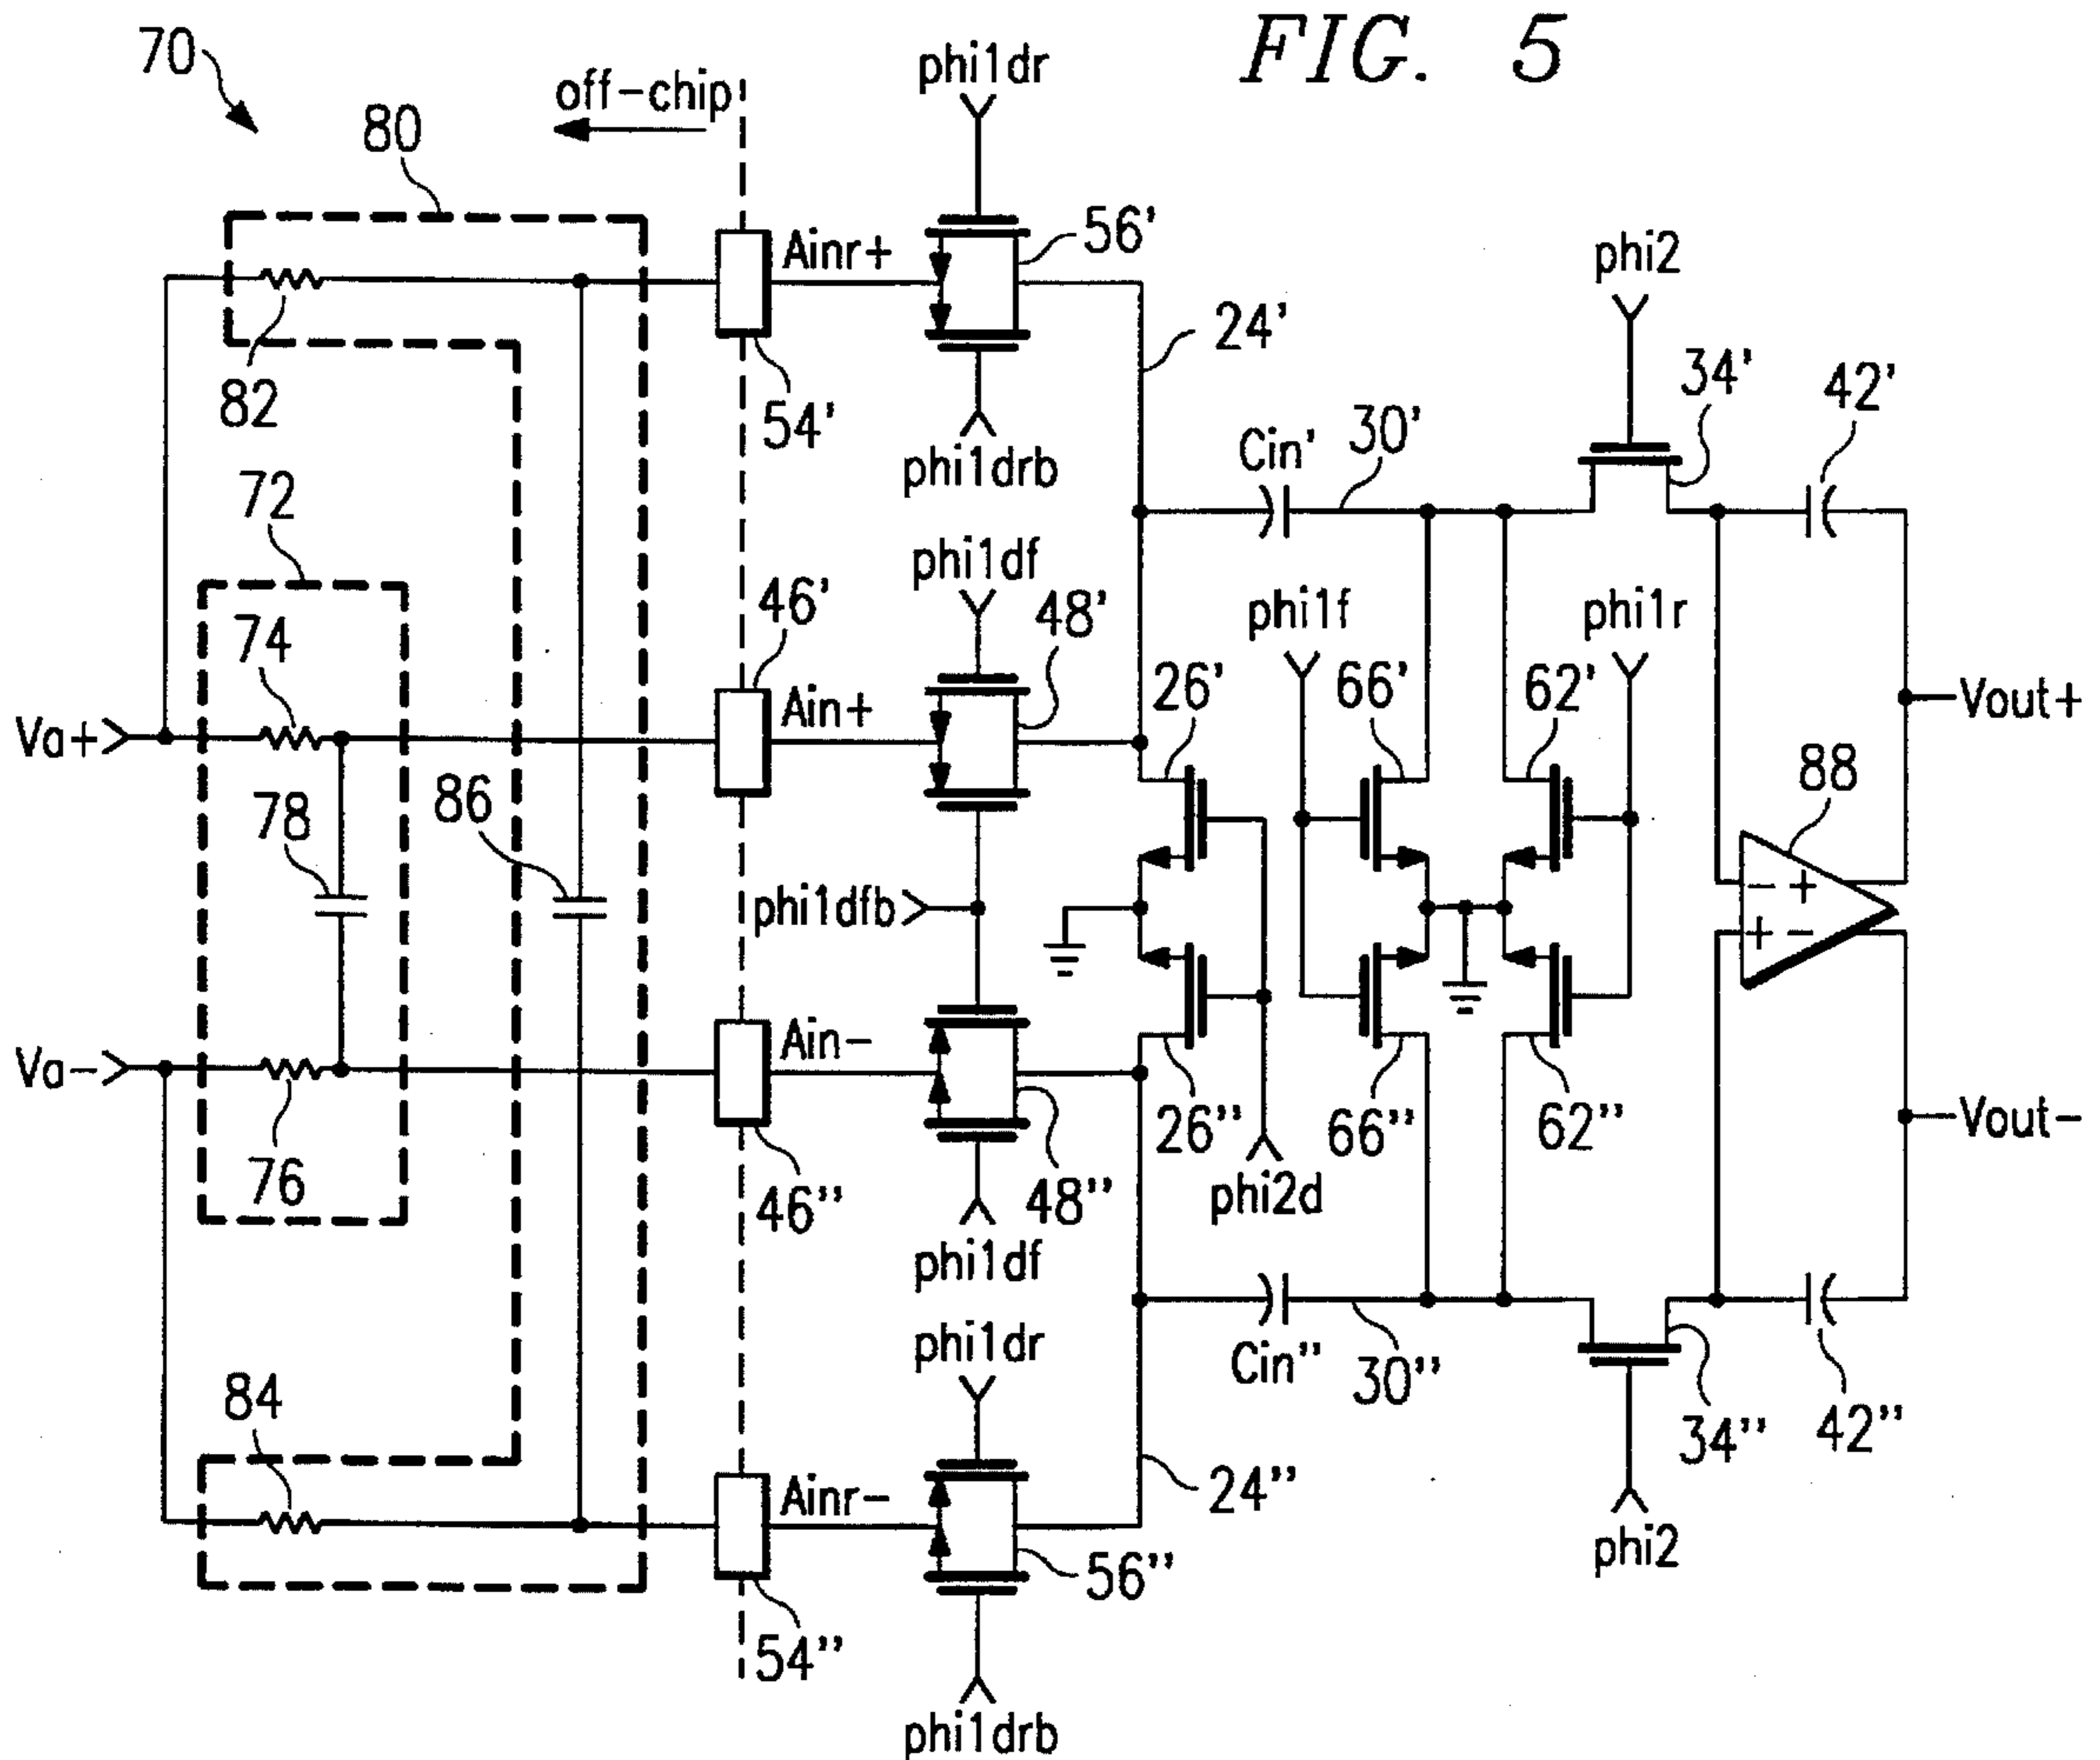 FIG. 5
70
off-chip
phi1dr
80
56'
Ainr+
phi2
24'
34'
82
54'
42'
phi1drb
Cin'
30'
72
phi1df
46'
48'
phi1f
phi1r
74
Ain+
26'
66'
62'
Va+
Vout+
88
78
86
phi1dfb
- +
+ -
Va-
Ain-
26"
66"
62"
Vout-
76
46"
48"
phi2d
phi1df
phi1dr
Cin"
30"
84
34"
42"
Ainr-
24"
phi2
56"
54"
phi1drb